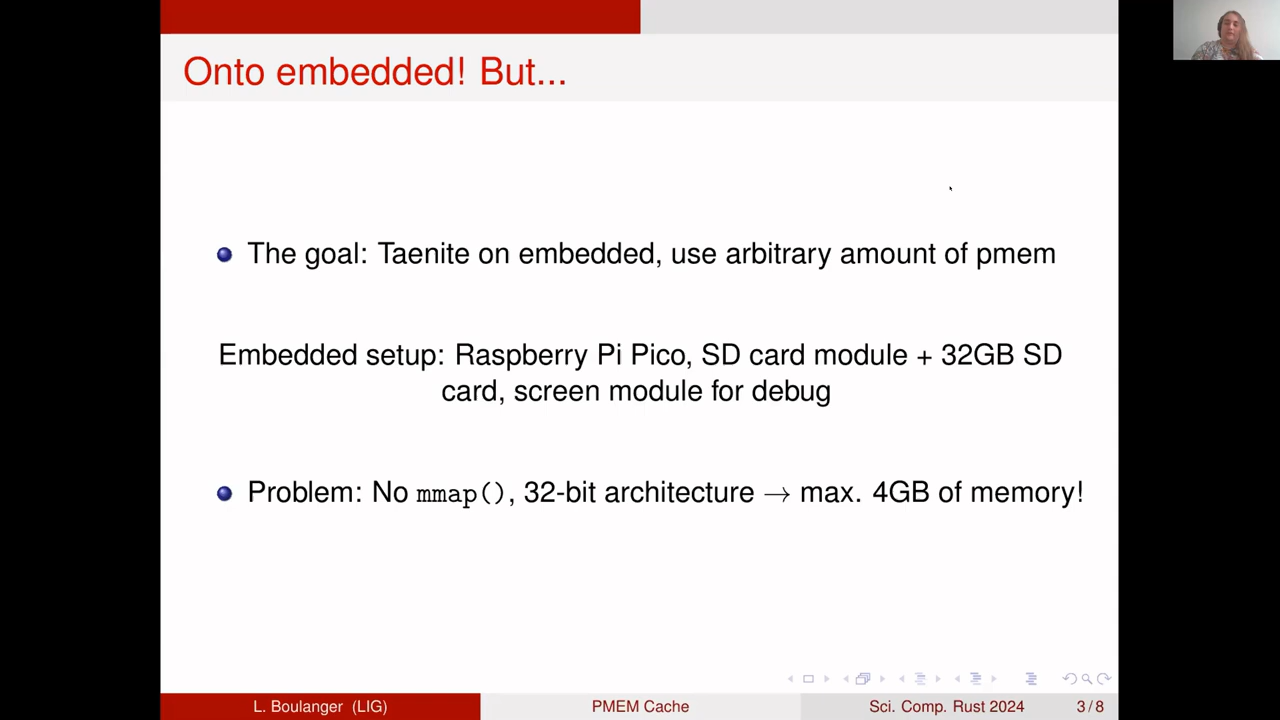 Onto embedded! But...
The goal: Taenite on embedded, use arbitrary amount of pmem
Embedded setup: Raspberry Pi Pico, SD card module + 32GB SD
card, screen module for debug
Problem: No mmap(), 32-bit architecture → max. 4GB of memory!
L. Boulanger (LIG)
PMEM Cache
Sci. Comp. Rust 2024
3 / 8